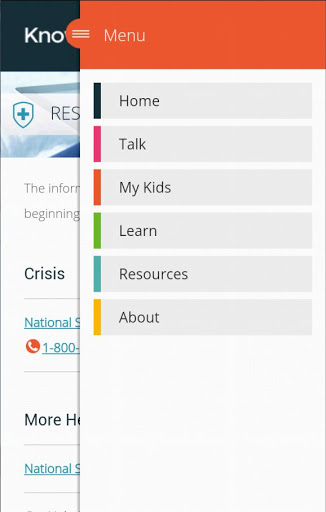 Kno
Menu
RES
Home
Talk
My Kids
Learn
Resources
About
The inform
beginning
Crisis
National S
1-800-
More He
National S